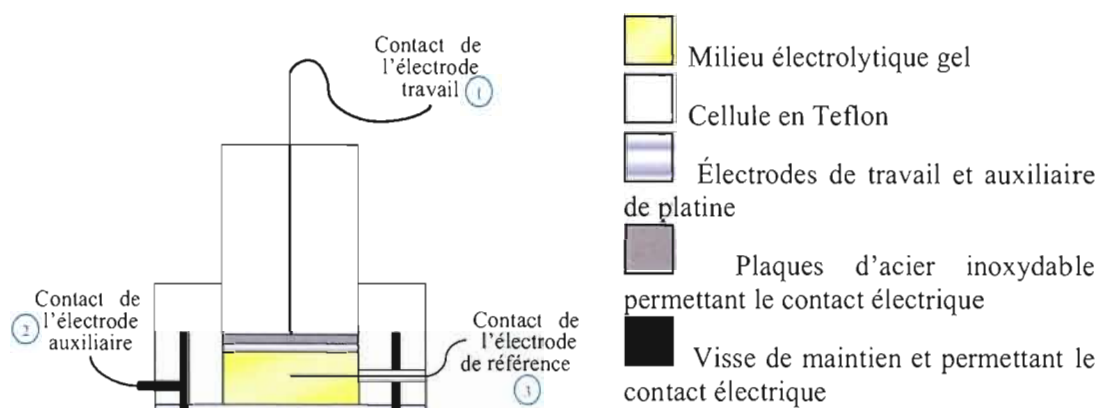 Contact de
l'électrode
travail 1
Contact de
2 l'électrode
auxiliaire
Contact de
l'électrode
de référence
3
Milieu électrolytique gel
Cellule en Teflon
Électrodes de travail et auxiliaire
de platine
Plaques d'acier inoxydable
permettant le contact électrique
Visse de maintien et permettant le
contact électrique